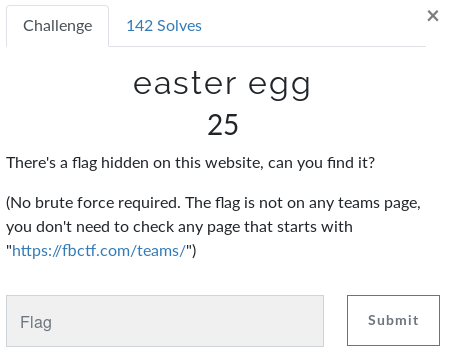 Challenge
142 Solves
×
easter egg
25
There's a flag hidden on this website, can you find it?
(No brute force required. The flag is not on any teams page,
you don't need to check any page that starts with
"https://fbctf.com/teams/")
Flag
Submit